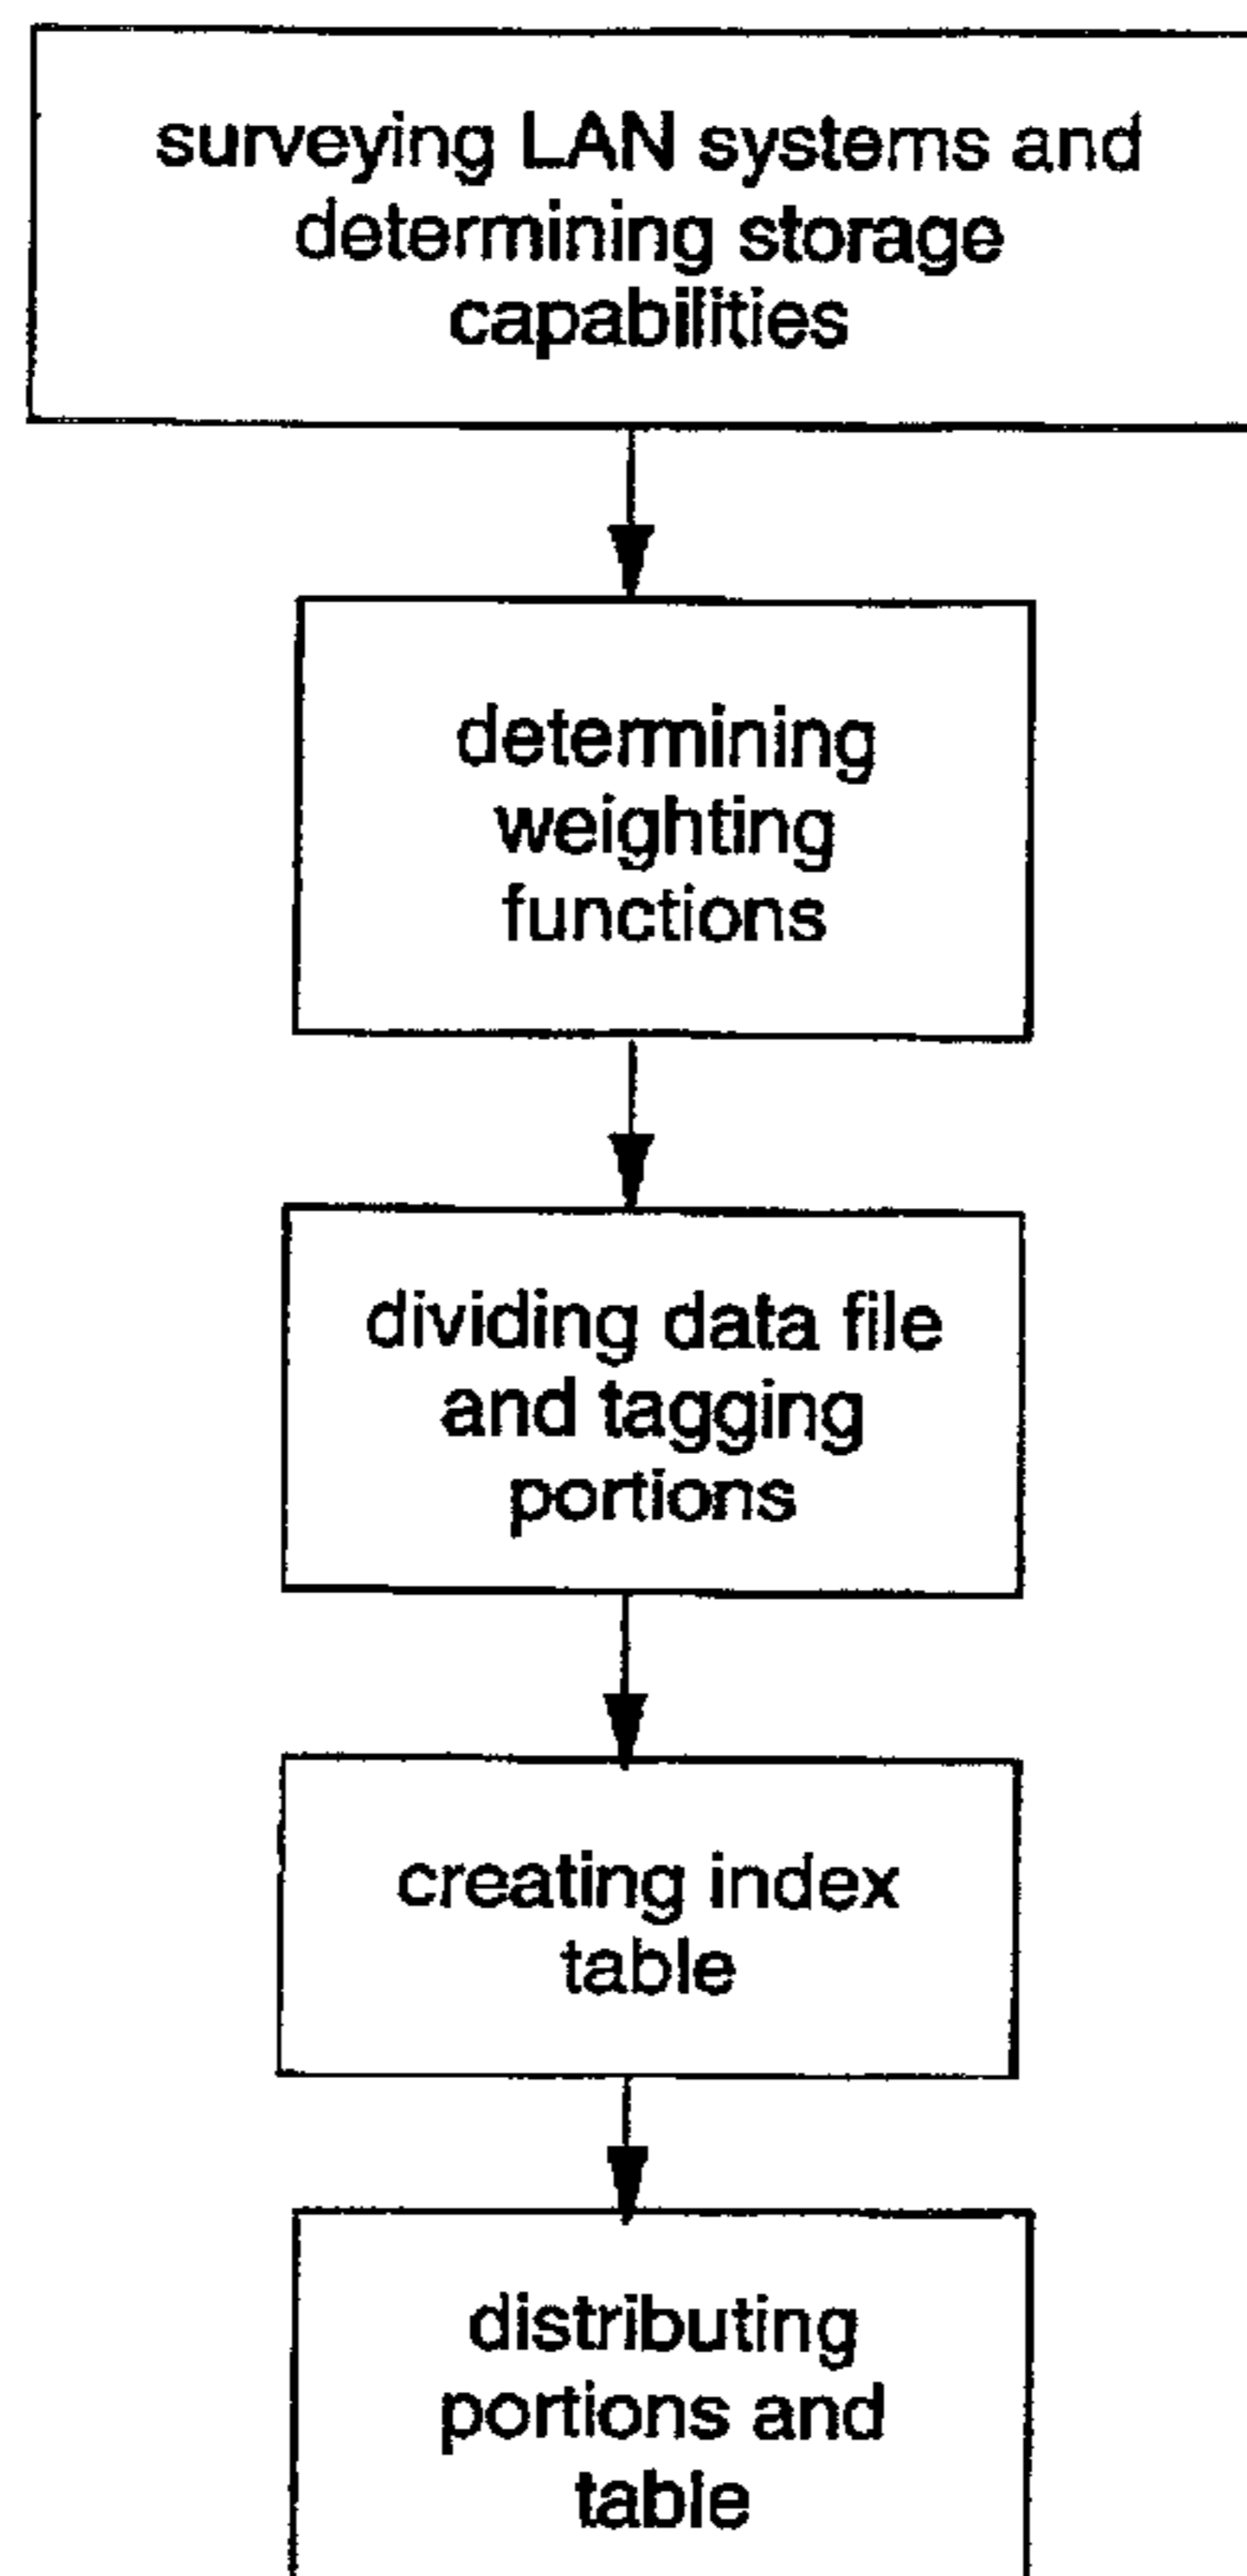 surveying LAN systems and
determining storage
capabilities
determining
weighting
functions
dividing data file
and tagging
portions
creating index
table
distributing
portions and
table